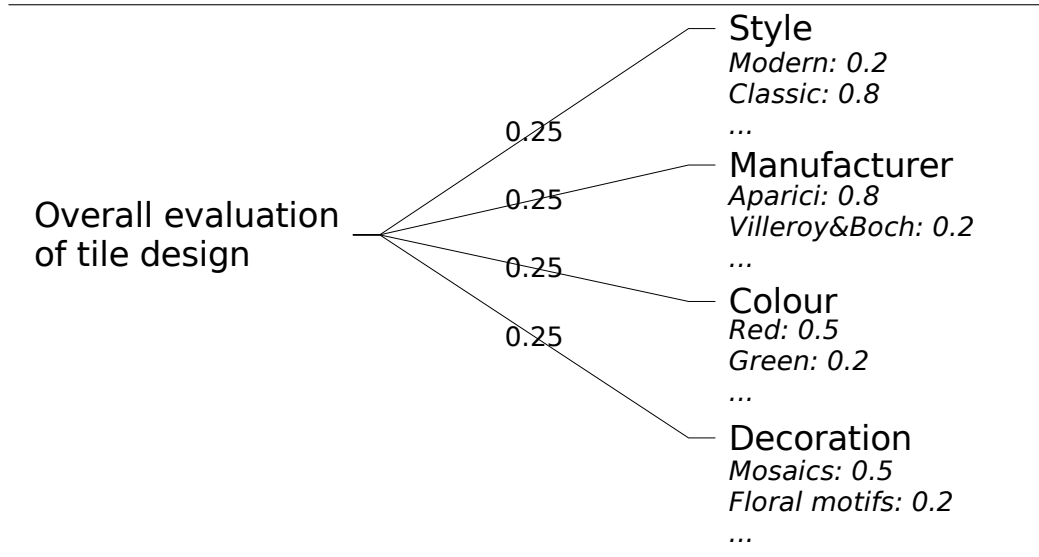 Overall evaluation
of tile design
0.25
0.25
0.25
0.25
Style
Modern: 0.2
Classic: 0.8
...
Manufacturer
Aparici: 0.8
Villeroy&Boch: 0.2
...
Colour
Red: 0.5
Green: 0.2
...
Decoration
Mosaics: 0.5
Floral motifs: 0.2
...